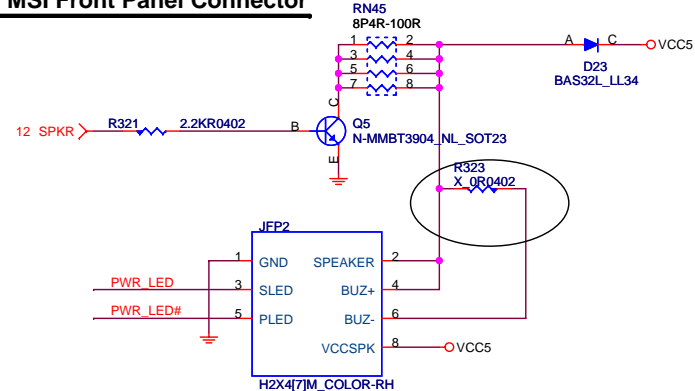 MSI Front Panel Connector
RN45
8P4R-100R
1 2
3 4
5 6
7 8
A C
VCC5
D23
BAS32L_LL34
C
12 SPKR
R321
2.2KR0402
B
Q5
N-MMBT3904_NL_SOT23
E
R323
X_0R0402
JFP2
1 GND SPEAKER 2
PWR_LED 3 SLED BUZ+ 4
PWR_LED# 5 PLED BUZ- 6
VCCSPK 8 VCC5
H2X4[7]M_COLOR-RH